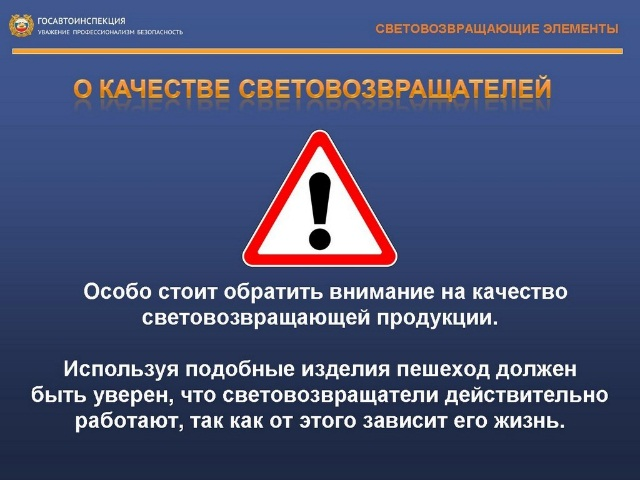 ГОСАВТОИНСПЕКЦИЯ
УВАЖЕНИЕ ПРОФЕССИОНАЛИЗМ БЕЗОПАСНОСТЬ
СВЕТОВОЗВРАЩАЮЩИЕ ЭЛЕМЕНТЫ
О КАЧЕСТВЕ СВЕТОВОЗВРАЩАТЕЛЕЙ
!
Особо стоит обратить внимание на качество
световозвращающей продукции.
Используя подобные изделия пешеход должен
быть уверен, что световозвращатели действительно
работают, так как от этого зависит его жизнь.